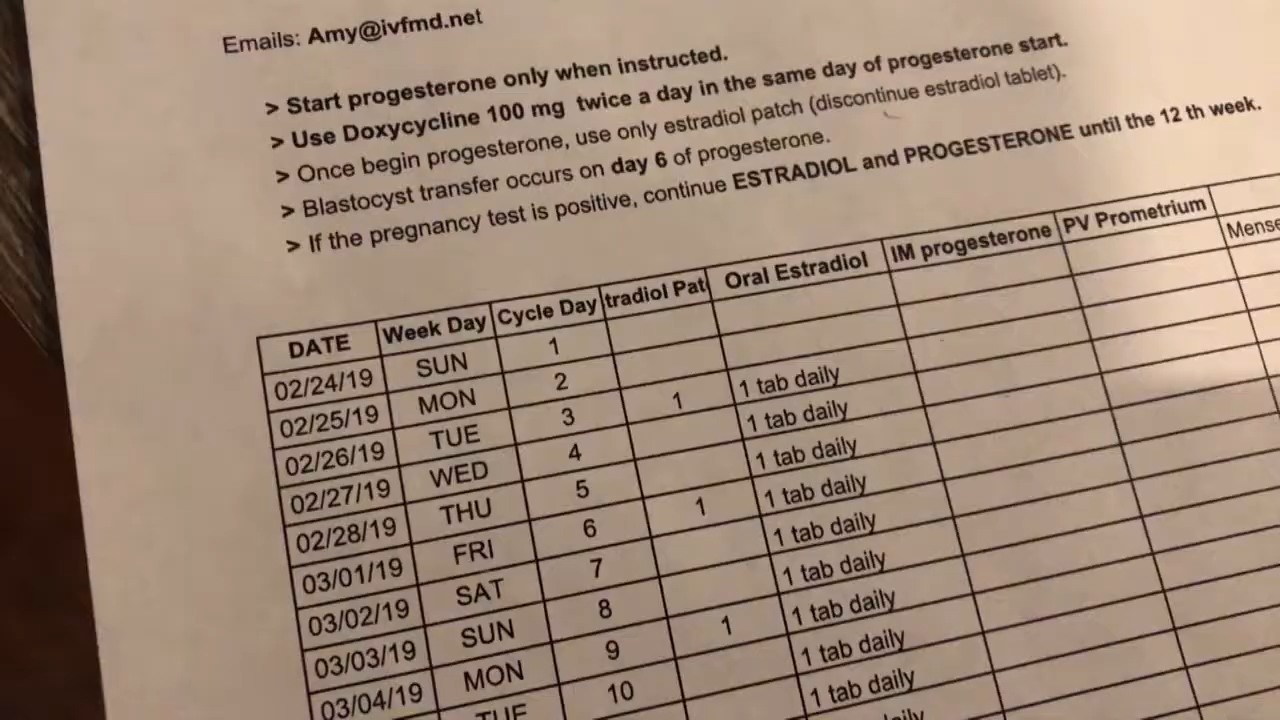 Emails: Amy@ivfmd.net
> Start progesterone only when instructed.
> Use Doxycycline 100 mg twice a day in the same day of progesterone start.
> Once begin progesterone, use only estradiol patch (discontinue estradiol tablet).
> Blastocyst transfer occurs on day 6 of progesterone.
> If the pregnancy test is positive, continue ESTRADIOL and PROGESTERONE until the 12 th week.
DATE Week Day Cycle Day tradiol Pat Oral Estradiol IM progesterone PV Prometrium
02/24/19 SUN 1 Mense
02/25/19 MON 2
02/26/19 TUE 3 1 1 tab daily
02/27/19 WED 4 1 tab daily
02/28/19 THU 5 1 tab daily
03/01/19 FRI 6 1 1 tab daily
03/02/19 SAT 7 1 tab daily
03/03/19 SUN 8 1 tab daily
03/04/19 MON 9 1 1 tab daily
TUE 10 1 tab daily
1 tab daily
daily